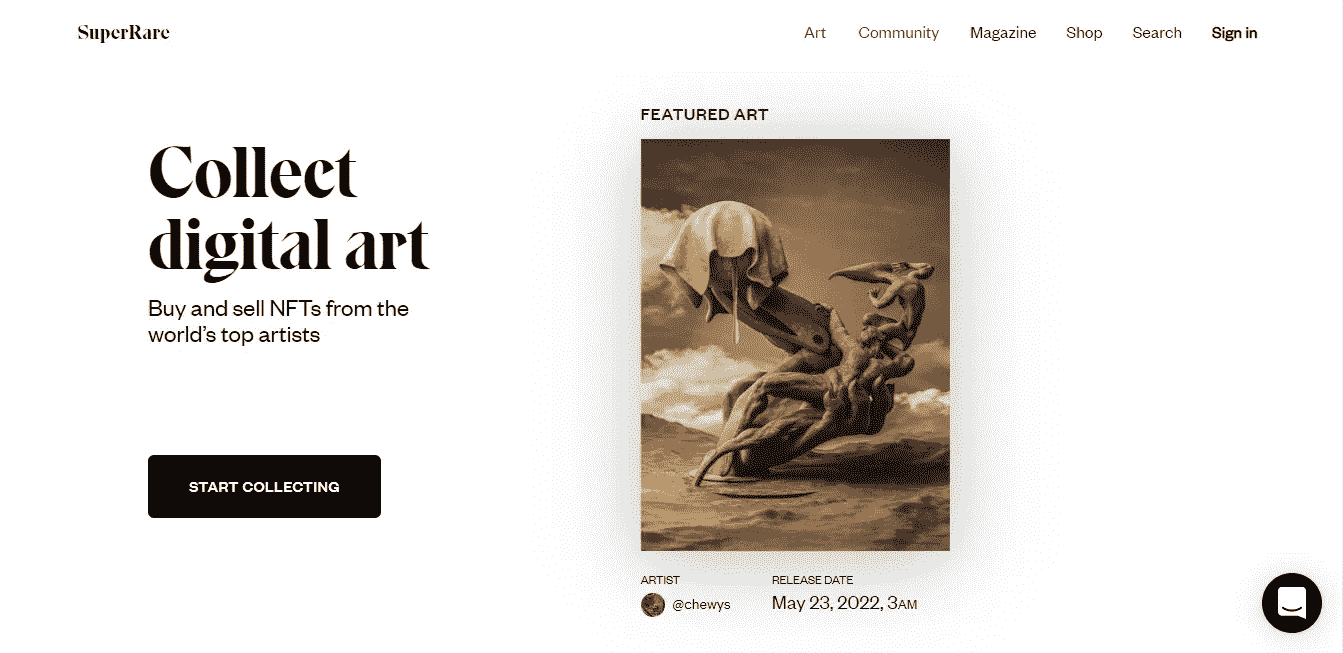 SuperRare
Art Community Magazine Shop Search Sign in
FEATURED ART
Collect
digital art
Buy and sell NFTs from the
world’s top artists
START COLLECTING
ARTIST RELEASE DATE
@chewys May 23, 2022, 3AM